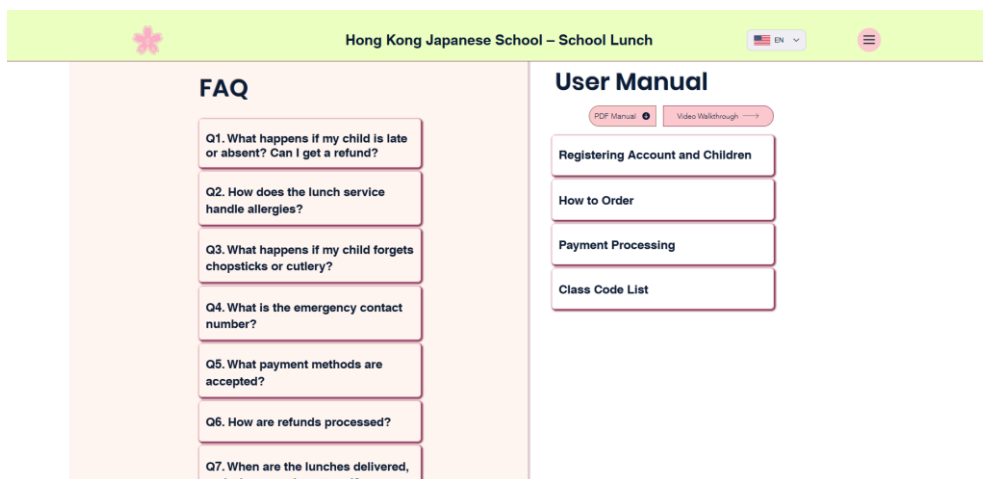 Hong Kong Japanese School – School Lunch
EN
FAQ
Q1. What happens if my child is late
or absent? Can I get a refund?
Q2. How does the lunch service
handle allergies?
Q3. What happens if my child forgets
chopsticks or cutlery?
Q4. What is the emergency contact
number?
Q5. What payment methods are
accepted?
Q6. How are refunds processed?
Q7. When are the lunches delivered,
User Manual
PDF Manual
Video Walkthrough
Registering Account and Children
How to Order
Payment Processing
Class Code List